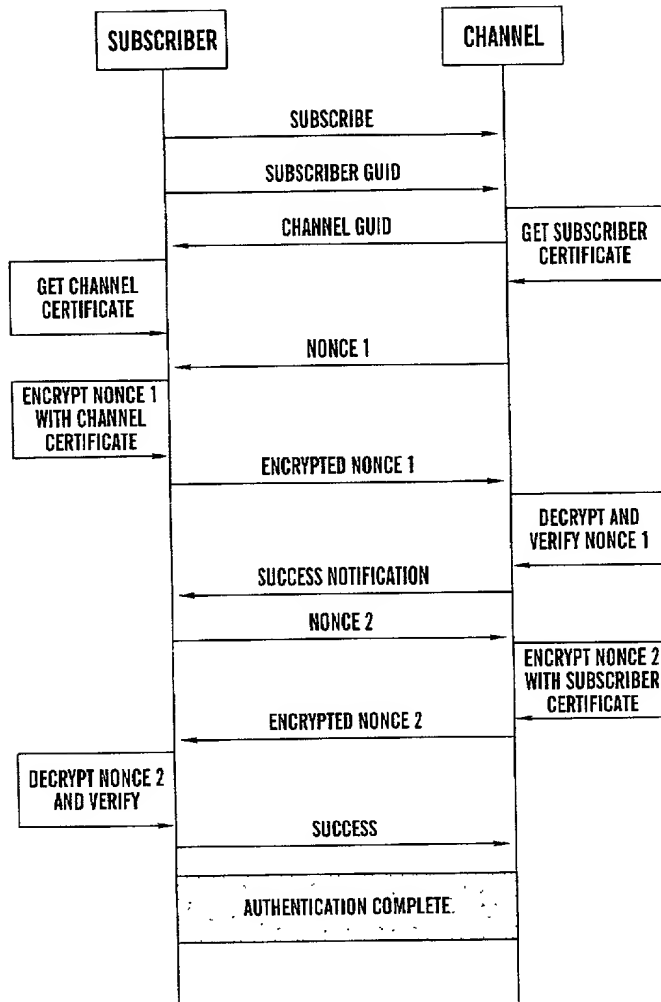 SUBSCRIBER
CHANNEL
SUBSCRIBE
SUBSCRIBER GUID
CHANNEL GUID
GET SUBSCRIBER
CERTIFICATE
GET CHANNEL
CERTIFICATE
NONCE 1
ENCRYPT NONCE 1
WITH CHANNEL
CERTIFICATE
ENCRYPTED NONCE 1
DECRYPT AND
VERIFY NONCE 1
SUCCESS NOTIFICATION
NONCE 2
ENCRYPT NONCE 2
WITH SUBSCRIBER
CERTIFICATE
ENCRYPTED NONCE 2
DECRYPT NONCE 2
AND VERIFY
SUCCESS
AUTHENTICATION COMPLETE.